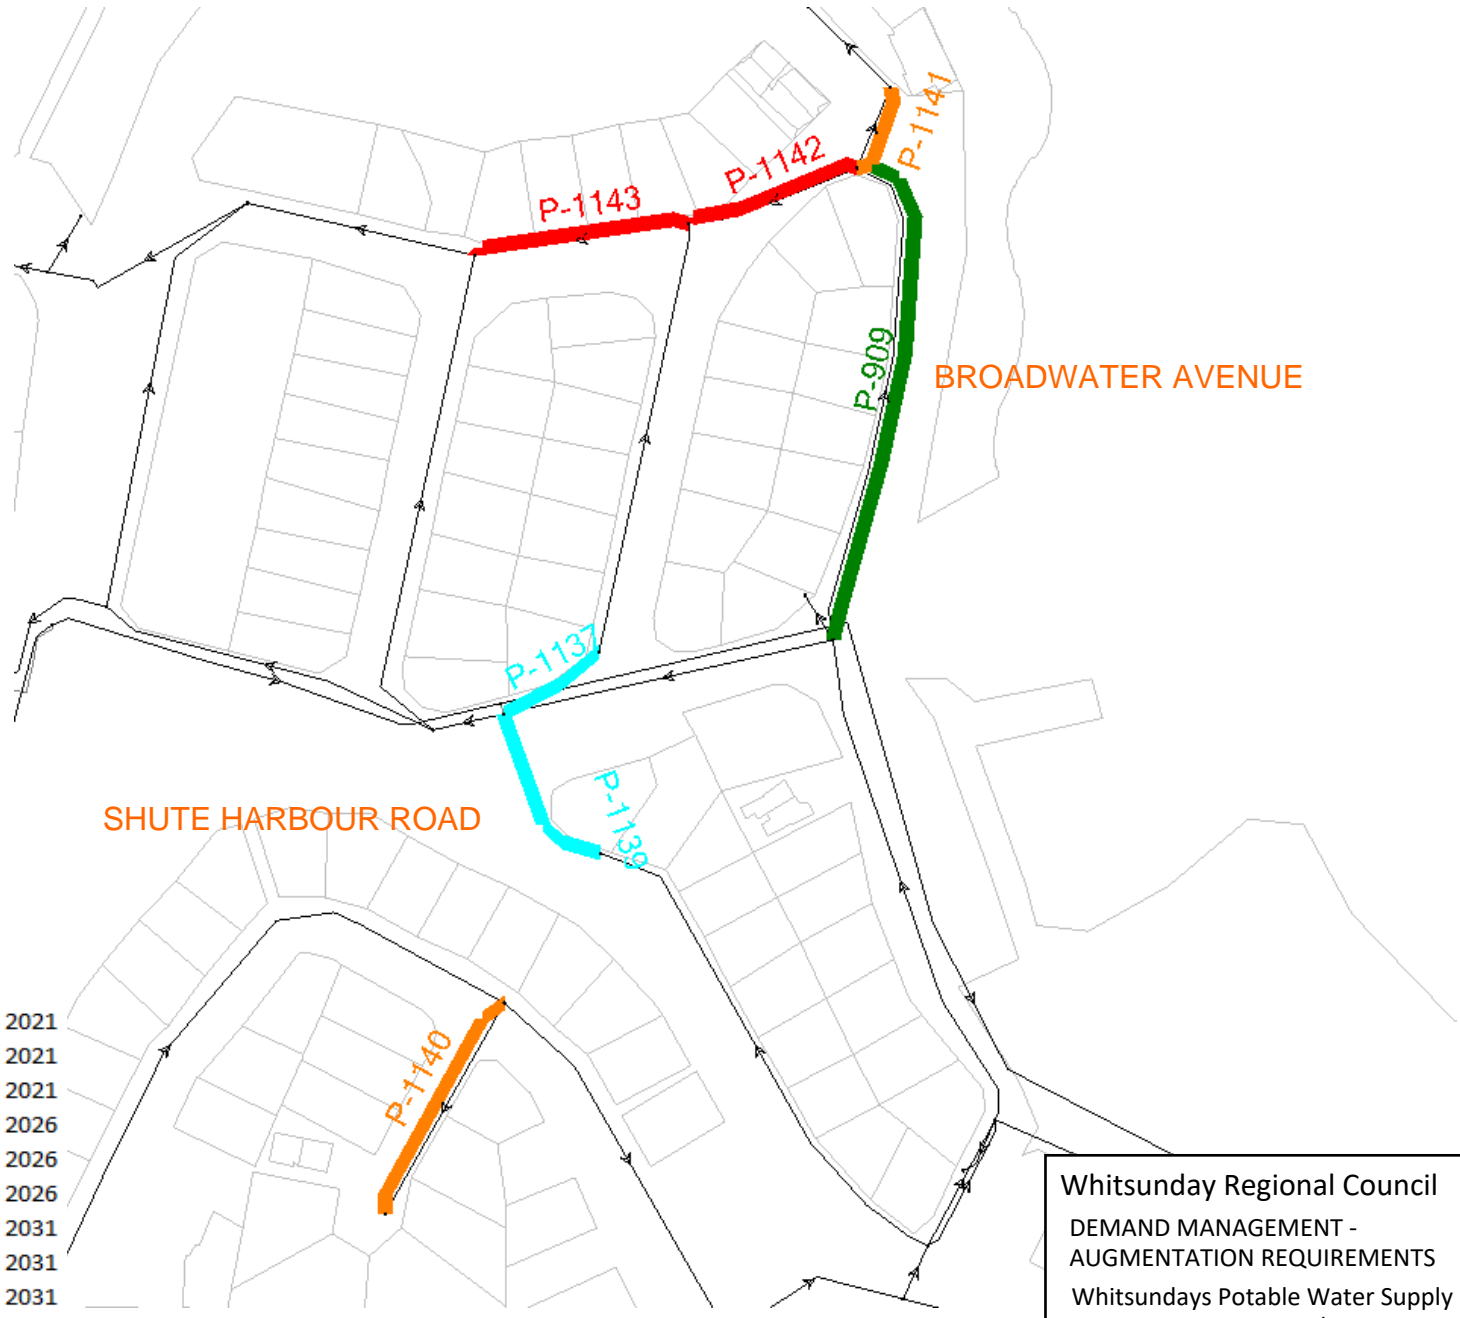 P-1141
P-1142
P-1143
P-909
BROADWATER AVENUE
P-1137
P-1139
SHUTE HARBOUR ROAD
P-1140
2021
2021
2021
2026
2026
2026
2031
2031
2031
Whitsunday Regional Council
DEMAND MANAGEMENT -
AUGMENTATION REQUIREMENTS
Whitsundays Potable Water Supply